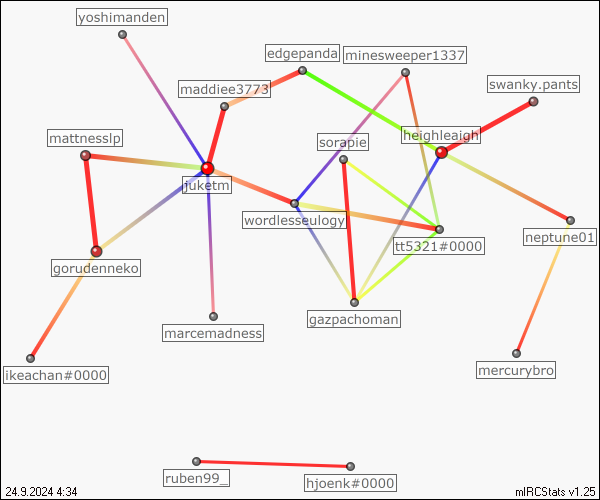 yoshimanden
edgepanda
minesweeper1337
maddiee3773
swanky.pants
mattnesslp
sorapie
heighleaigh
juketm
wordlesseulogy
neptune01
tt5321#0000
gorudenneko
gazpachoman
marcemadness
ikeachan#0000
mercurybro
ruben99_
hjoenk#0000
24.9.2024 4:34
mIRCStats v1.25